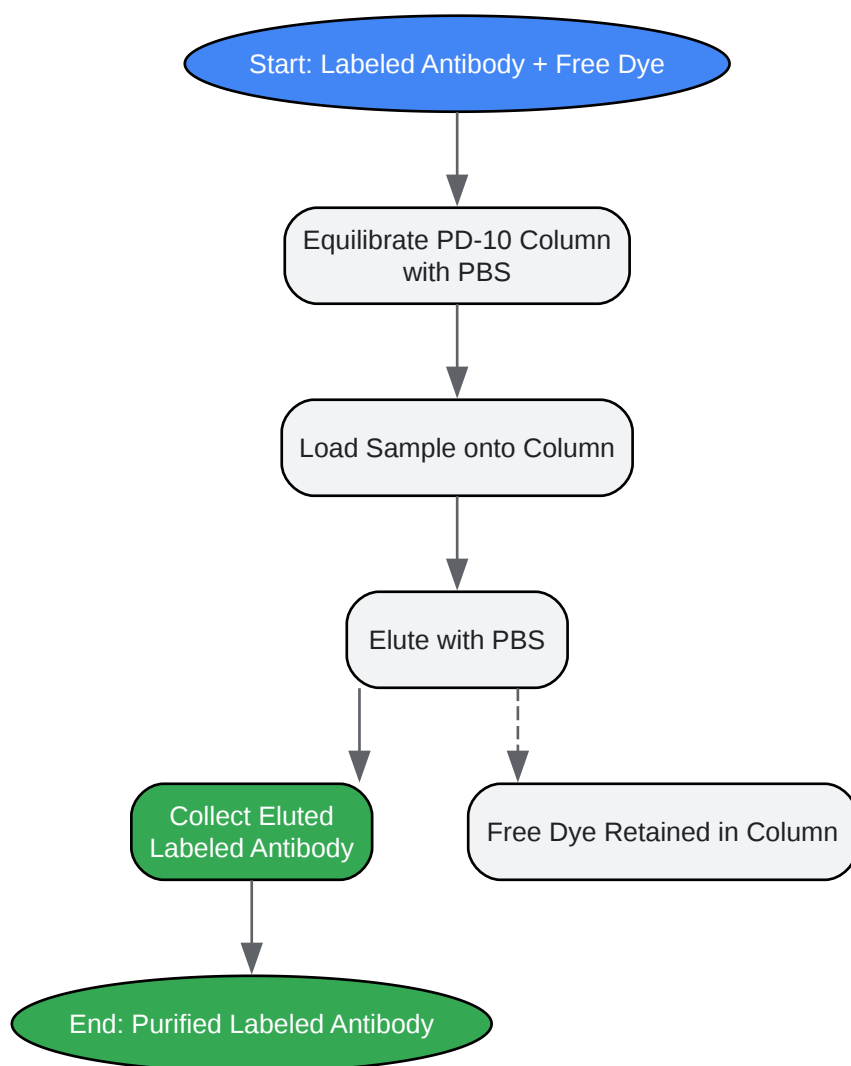 Start: Labeled Antibody + Free Dye
Equilibrate PD-10 Column
with PBS
Load Sample onto Column
Elute with PBS
Collect Eluted
Labeled Antibody
Free Dye Retained in Column
End: Purified Labeled Antibody